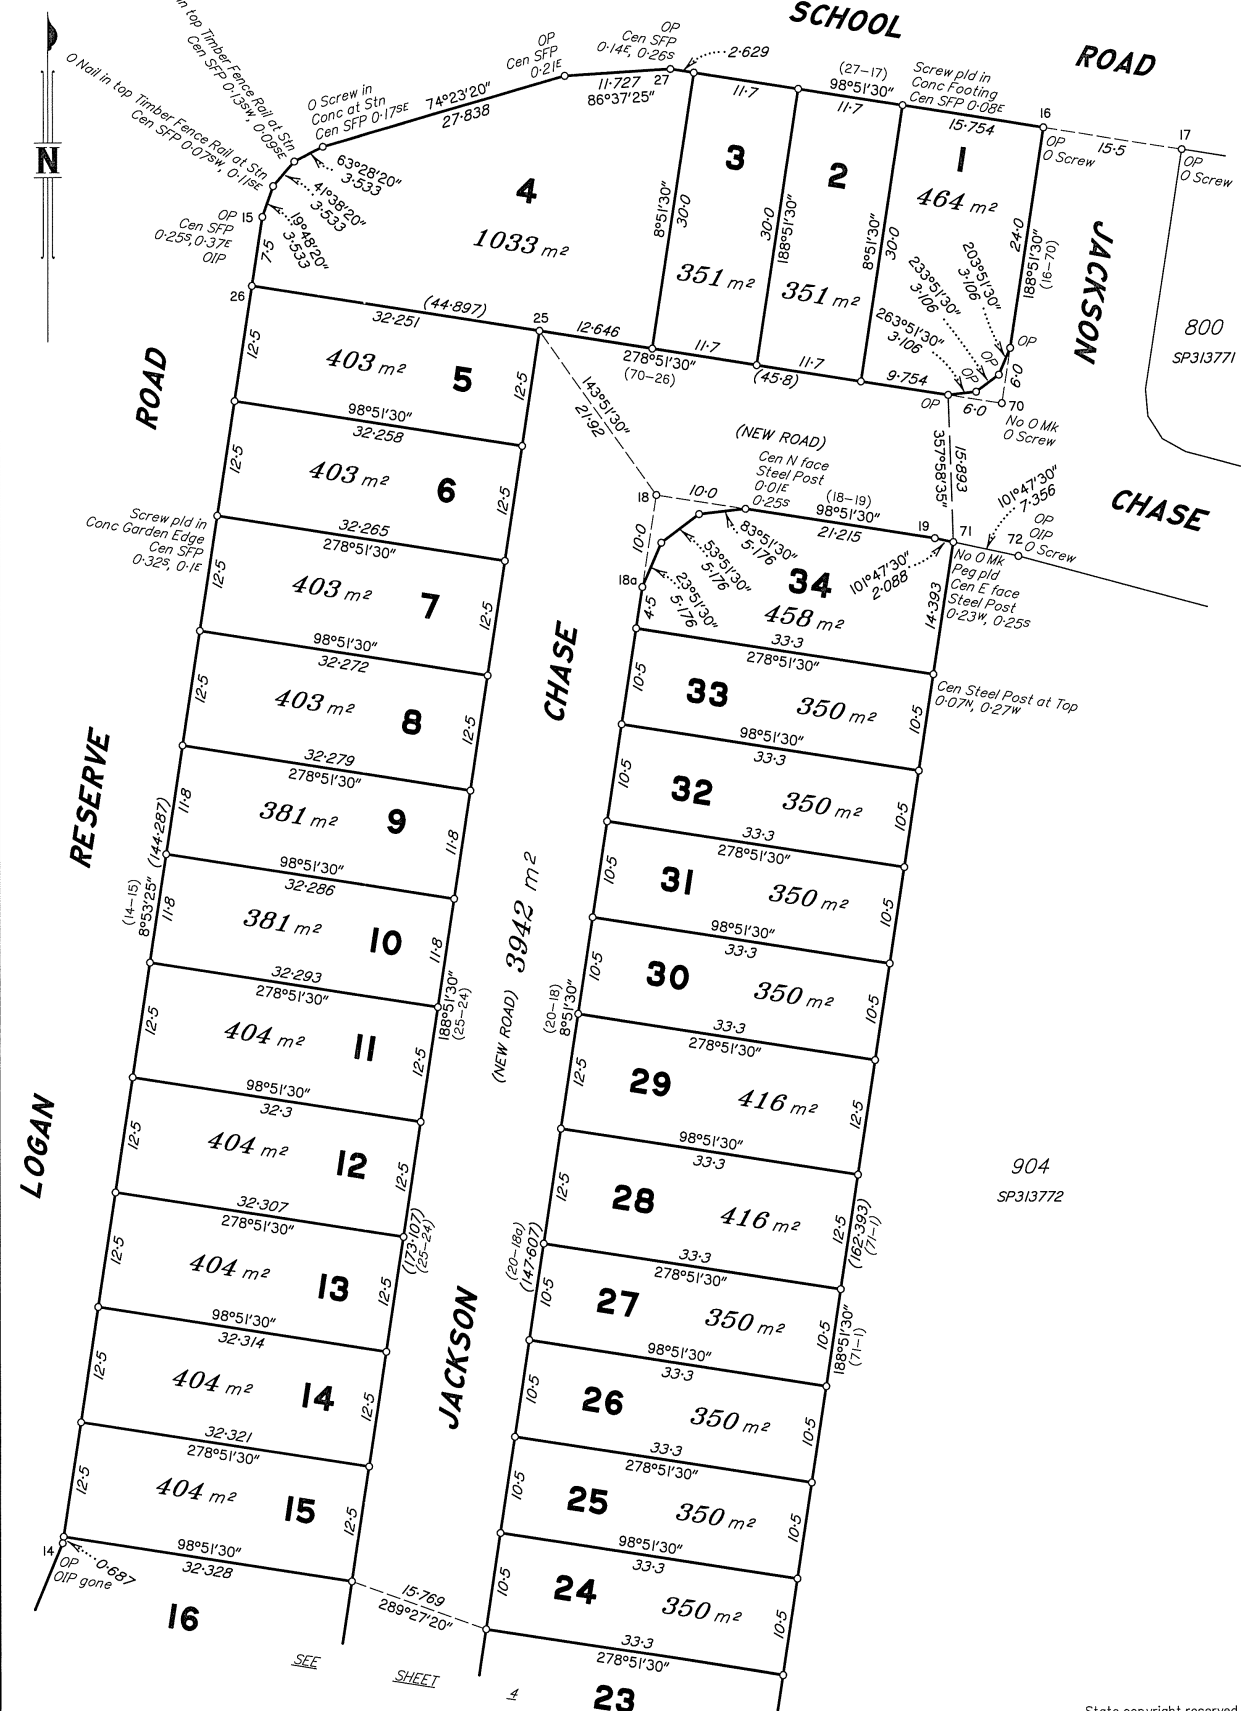 SCHOOL ROAD
in top Timber Fence Rail at Stn
Cen SFP 0·13SW, 0·09SE
O Nail in top Timber Fence Rail at Stn
Cen SFP 0·07SW, 0·11SE
O Screw in
Conc at Stn
Cen SFP 0·17SE
74°23'20"
27·838
OP
Cen SFP
0·21E
OP
Cen SFP
0·14E, 0·26S
27
2·629
11·727
86°37'25"
(27-17)
98°51'30"
11·7
11·7
Screw pld in
Conc Footing
Cen SFP 0·08E
15·754
16
OP
O Screw
15·5
17
OP
O Screw
N
63°28'20"
3·533
41°38'20"
3·533
19°48'20"
3·533
OP 15
Cen SFP
0·25S,0·37E
OIP
7·5
26
4
1033 m²
8°51'30"
30·0
3
351 m²
30·0
188°51'30"
2
351 m²
8°51'30"
30·0
1
464 m²
24·0
188°51'30"
(16-70)
203°51'30"
3·106
233°51'30"
3·106
263°51'30"
3·106
JACKSON
800
SP313771
(44·897)
32·251
25
12·646
278°51'30"
(70-26)
11·7
(45·8)
11·7
9·754
OP
OP
OP
6·0
6·0
70
No O Mk
O Screw
ROAD
12·5
403 m²
5
12·5
98°51'30"
32·258
143°51'30"
21·92
(NEW ROAD)
357°58'35"
15·893
12·5
403 m²
6
12·5
18
10·0
Cen N face
Steel Post
0·01E
0·25S
(18-19)
98°51'30"
21·215
19
71
101°47'30"
7·356
72
OP
OIP
O Screw
CHASE
Screw pld in
Conc Garden Edge
Cen SFP
0·32S, 0·1E
32·265
278°51'30"
10·0
18a
83°51'30"
5·176
53°51'30"
5·176
23°51'30"
5·176
34
458 m²
101°47'30"
2·088
No O Mk
Peg pld
Cen E face
Steel Post
0·23W, 0·25S
12·5
403 m²
7
12·5
4·5
14·393
98°51'30"
32·272
33·3
278°51'30"
CHASE
12·5
403 m²
8
12·5
10·5
33
350 m²
10·5
Cen Steel Post at Top
0·07N, 0·27W
32·279
278°51'30"
98°51'30"
33·3
RESERVE
11·8
381 m²
9
11·8
10·5
32
350 m²
10·5
(144·287)
98°51'30"
32·286
33·3
278°51'30"
(14-15)
8°53'25"
11·8
381 m²
10
11·8
10·5
31
350 m²
10·5
32·293
278°51'30"
98°51'30"
33·3
188°51'30"
(25-24)
(NEW ROAD) 3942 m²
12·5
404 m²
11
12·5
10·5
(20-18)
8°51'30"
30
350 m²
10·5
98°51'30"
32·3
33·3
278°51'30"
LOGAN
12·5
404 m²
12
12·5
12·5
29
416 m²
12·5
904
SP313772
32·307
278°51'30"
98°51'30"
33·3
(173·107)
(25-24)
12·5
404 m²
13
12·5
12·5
28
416 m²
12·5
(162·393)
(71-1)
98°51'30"
32·314
(20-18a)
(147·607)
33·3
278°51'30"
12·5
404 m²
14
12·5
JACKSON
10·5
27
350 m²
10·5
188°51'30"
(71-1)
32·321
278°51'30"
98°51'30"
33·3
12·5
404 m²
15
12·5
10·5
26
350 m²
10·5
33·3
278°51'30"
10·5
25
350 m²
10·5
14
OP
OIP gone
0·687
98°51'30"
32·328
98°51'30"
33·3
16
15·769
289°27'20"
10·5
24
350 m²
10·5
33·3
278°51'30"
SEE SHEET 4
23
State copyright reserved